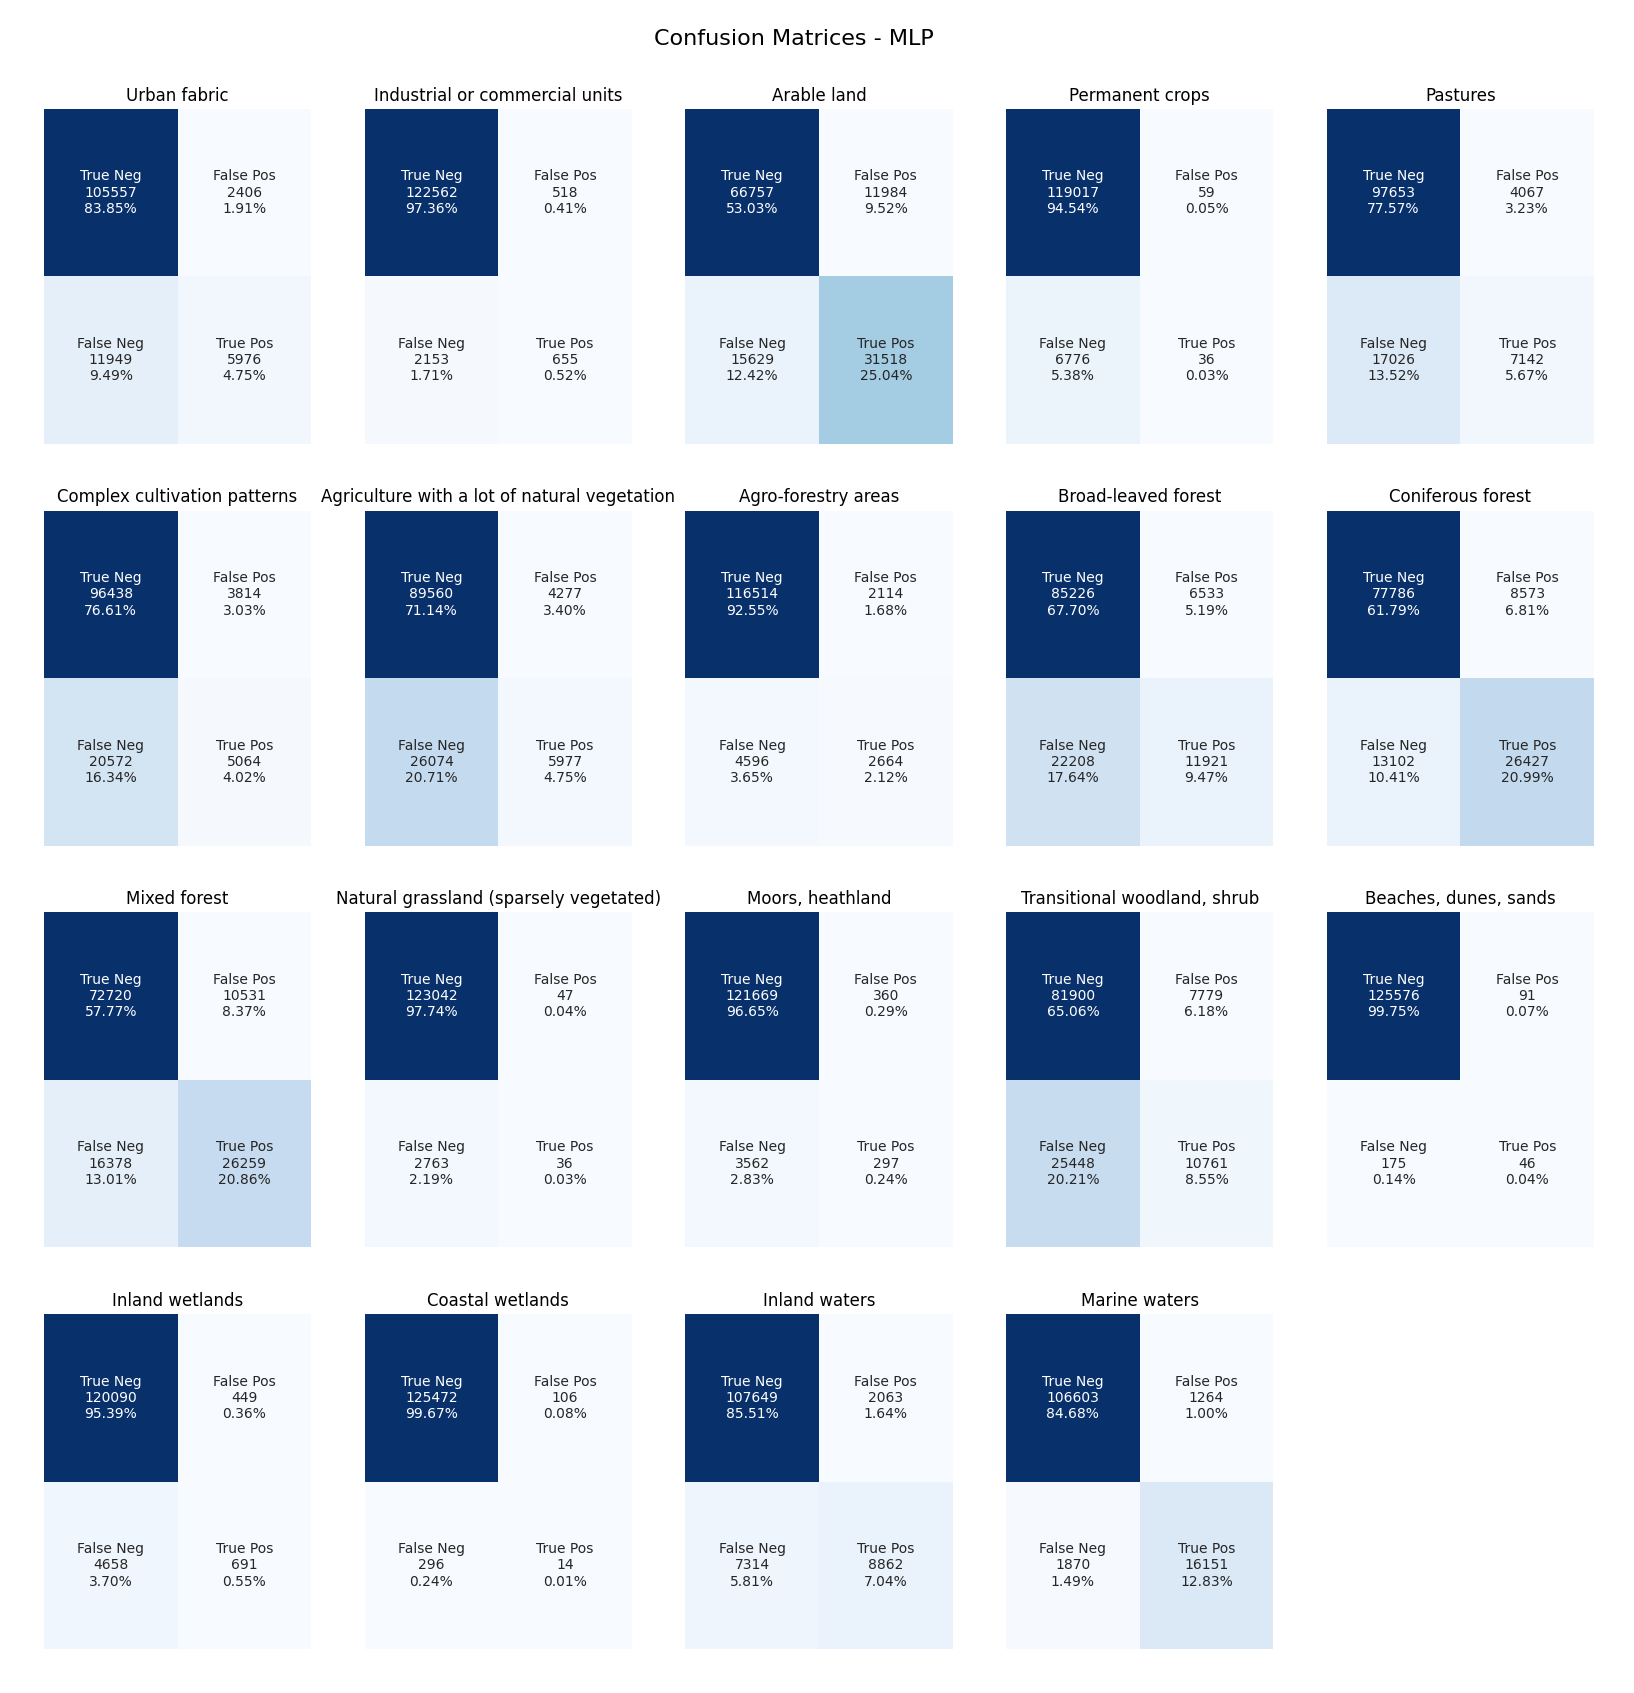 Confusion Matrices - MLP
Urban fabric
True Neg
105557
83.85%
False Pos
2406
1.91%
False Neg
11949
9.49%
True Pos
5976
4.75%
Industrial or commercial units
True Neg
122562
97.36%
False Pos
518
0.41%
False Neg
2153
1.71%
True Pos
655
0.52%
Arable land
True Neg
66757
53.03%
False Pos
11984
9.52%
False Neg
15629
12.42%
True Pos
31518
25.04%
Permanent crops
True Neg
119017
94.54%
False Pos
59
0.05%
False Neg
6776
5.38%
True Pos
36
0.03%
Pastures
True Neg
97653
77.57%
False Pos
4067
3.23%
False Neg
17026
13.52%
True Pos
7142
5.67%
Complex cultivation patterns
True Neg
96438
76.61%
False Pos
3814
3.03%
False Neg
20572
16.34%
True Pos
5064
4.02%
Agriculture with a lot of natural vegetation
True Neg
89560
71.14%
False Pos
4277
3.40%
False Neg
26074
20.71%
True Pos
5977
4.75%
Agro-forestry areas
True Neg
116514
92.55%
False Pos
2114
1.68%
False Neg
4596
3.65%
True Pos
2664
2.12%
Broad-leaved forest
True Neg
85226
67.70%
False Pos
6533
5.19%
False Neg
22208
17.64%
True Pos
11921
9.47%
Coniferous forest
True Neg
77786
61.79%
False Pos
8573
6.81%
False Neg
13102
10.41%
True Pos
26427
20.99%
Mixed forest
True Neg
72720
57.77%
False Pos
10531
8.37%
False Neg
16378
13.01%
True Pos
26259
20.86%
Natural grassland (sparsely vegetated)
True Neg
123042
97.74%
False Pos
47
0.04%
False Neg
2763
2.19%
True Pos
36
0.03%
Moors, heathland
True Neg
121669
96.65%
False Pos
360
0.29%
False Neg
3562
2.83%
True Pos
297
0.24%
Transitional woodland, shrub
True Neg
81900
65.06%
False Pos
7779
6.18%
False Neg
25448
20.21%
True Pos
10761
8.55%
Beaches, dunes, sands
True Neg
125576
99.75%
False Pos
91
0.07%
False Neg
175
0.14%
True Pos
46
0.04%
Inland wetlands
True Neg
120090
95.39%
False Pos
449
0.36%
False Neg
4658
3.70%
True Pos
691
0.55%
Coastal wetlands
True Neg
125472
99.67%
False Pos
106
0.08%
False Neg
296
0.24%
True Pos
14
0.01%
Inland waters
True Neg
107649
85.51%
False Pos
2063
1.64%
False Neg
7314
5.81%
True Pos
8862
7.04%
Marine waters
True Neg
106603
84.68%
False Pos
1264
1.00%
False Neg
1870
1.49%
True Pos
16151
12.83%